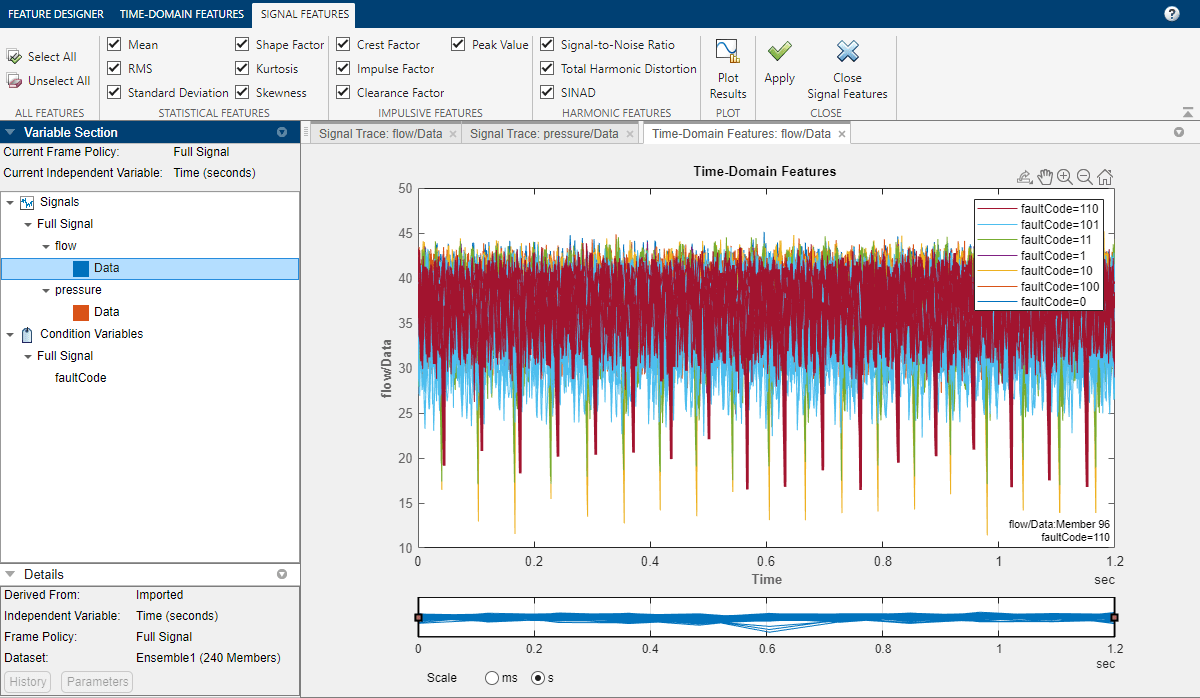 FEATURE DESIGNER TIME-DOMAIN FEATURES SIGNAL FEATURES ?
Select All
Unselect All
ALL FEATURES
Mean Shape Factor
RMS Kurtosis
Standard Deviation Skewness
STATISTICAL FEATURES
Crest Factor Peak Value
Impulse Factor
Clearance Factor
IMPULSIVE FEATURES
Signal-to-Noise Ratio
Total Harmonic Distortion
SINAD
HARMONIC FEATURES
Plot
Results
PLOT
Apply
Close
Signal Features
CLOSE
Variable Section
Current Frame Policy: Full Signal
Current Independent Variable: Time (seconds)
Signals
Full Signal
flow
Data
pressure
Data
Condition Variables
Full Signal
faultCode
Details
Derived From: Imported
Independent Variable: Time (seconds)
Frame Policy: Full Signal
Dataset: Ensemble1 (240 Members)
History Parameters
Signal Trace: flow/Data × Signal Trace: pressure/Data × Time-Domain Features: flow/Data ×
Time-Domain Features
50
45
40
35
30
25
20
15
10
flow/Data
faultCode=110
faultCode=101
faultCode=11
faultCode=1
faultCode=10
faultCode=100
faultCode=0
flow/Data:Member 96
faultCode=110
0 0.2 0.4 0.6 0.8 1 1.2
Time sec
0 0.2 0.4 0.6 0.8 1 1.2
sec
Scale ms s